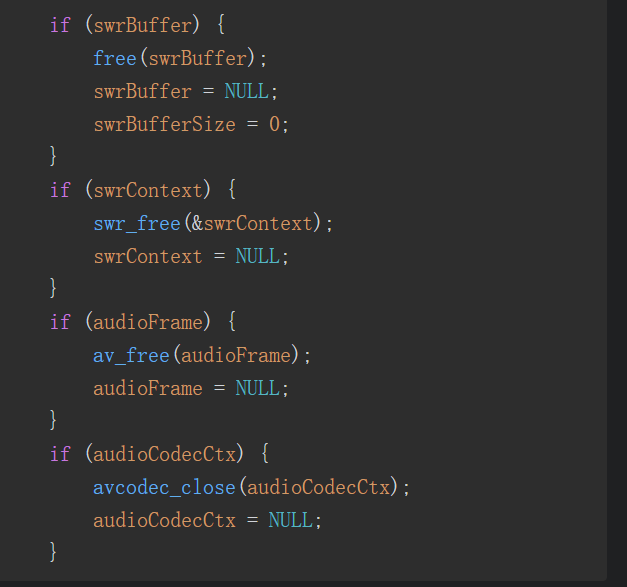 if (swrBuffer) {
    free(swrBuffer);
    swrBuffer = NULL;
    swrBufferSize = 0;
}
if (swrContext) {
    swr_free(&swrContext);
    swrContext = NULL;
}
if (audioFrame) {
    av_free(audioFrame);
    audioFrame = NULL;
}
if (audioCodecCtx) {
    avcodec_close(audioCodecCtx);
    audioCodecCtx = NULL;
}